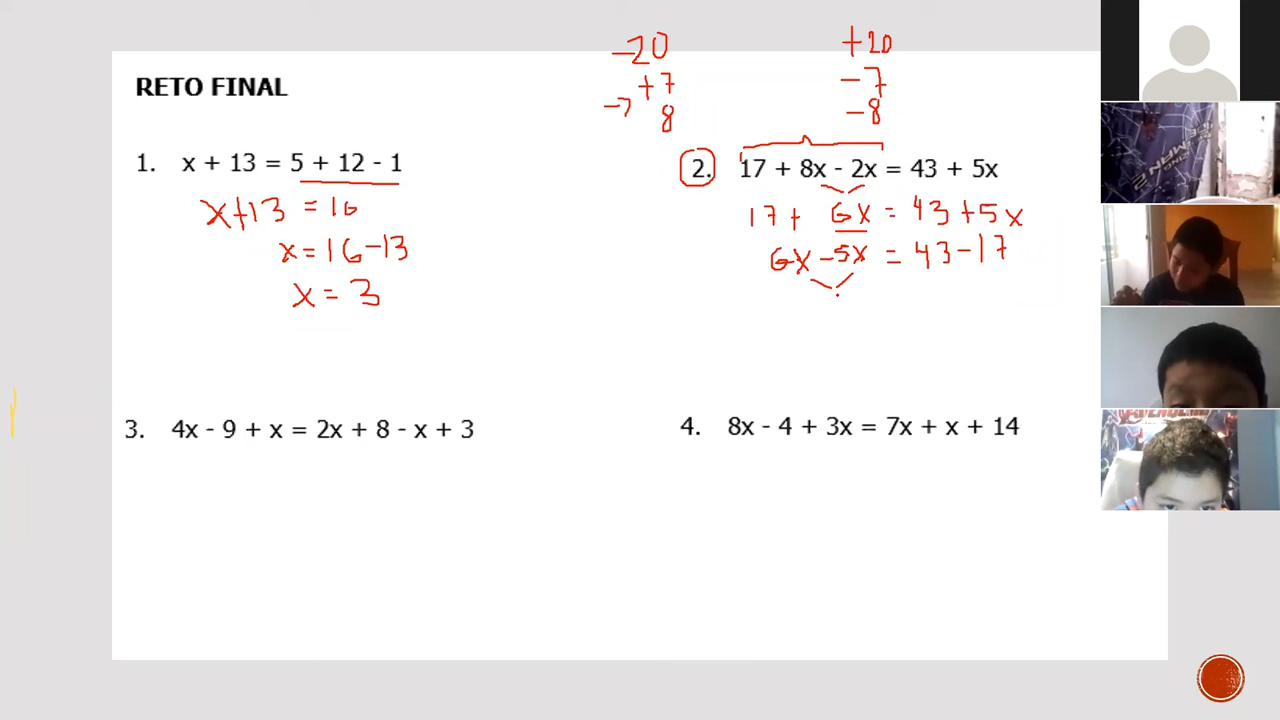 RETO FINAL
-20
+7
-7 8
+20
-7
-8
1. x + 13 = 5 + 12 - 1
x+13 = 16
x = 16-13
x = 3
2. 17 + 8x - 2x = 43 + 5x
17 + 6x = 43+5x
6x - 5x = 43-17
3. 4x - 9 + x = 2x + 8 - x + 3
4. 8x - 4 + 3x = 7x + x + 14